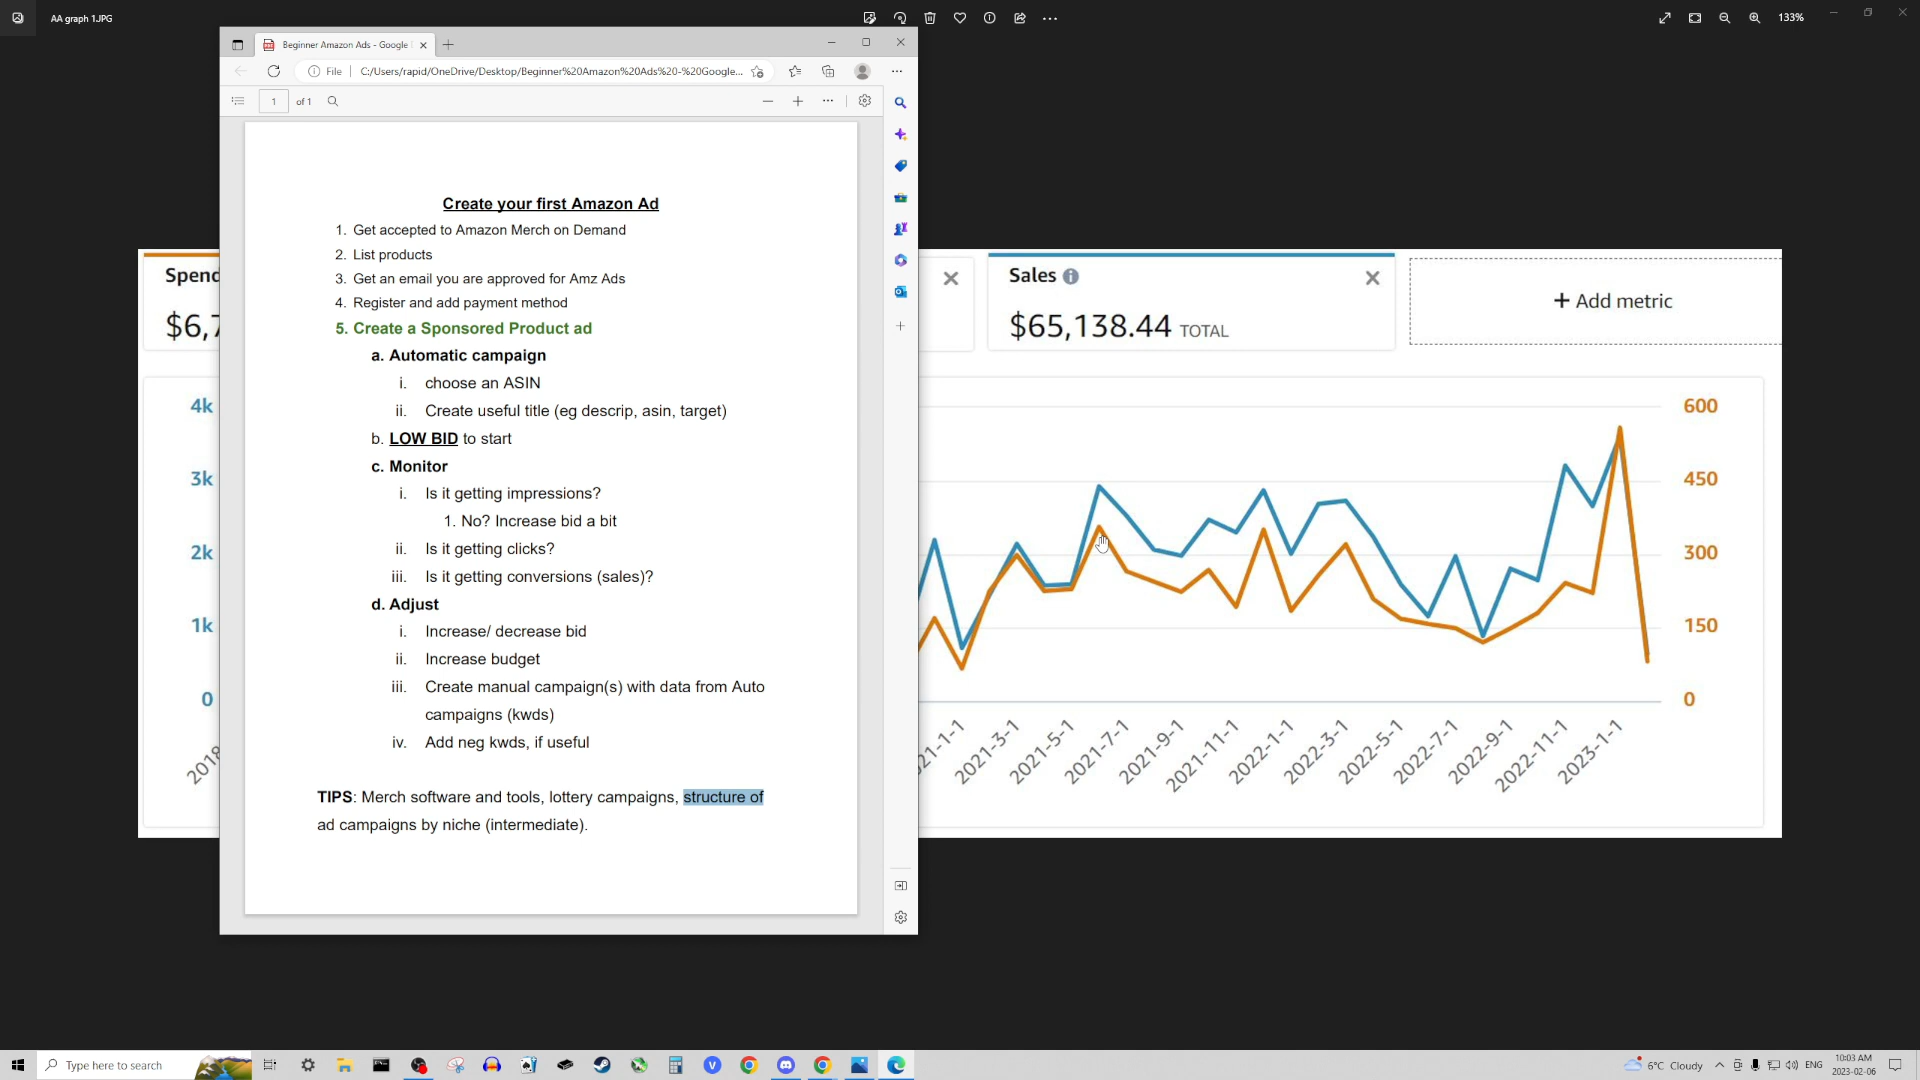 AA graph 1.JPG
133%
Beginner Amazon Ads - Google
File
C:/Users/rapid/OneDrive/Desktop/Beginner%20Amazon%20Ads%20-%20Google...
1 of 1
Create your first Amazon Ad
1. Get accepted to Amazon Merch on Demand
2. List products
3. Get an email you are approved for Amz Ads
4. Register and add payment method
5. Create a Sponsored Product ad
a. Automatic campaign
i. choose an ASIN
ii. Create useful title (eg descrip, asin, target)
b. LOW BID to start
c. Monitor
i. Is it getting impressions?
1. No? Increase bid a bit
ii. Is it getting clicks?
iii. Is it getting conversions (sales)?
d. Adjust
i. Increase/ decrease bid
ii. Increase budget
iii. Create manual campaign(s) with data from Auto
campaigns (kwds)
iv. Add neg kwds, if useful
TIPS: Merch software and tools, lottery campaigns, structure of
ad campaigns by niche (intermediate).
Spend
$6,7
Sales
$65,138.44 TOTAL
+ Add metric
4k
3k
2k
1k
0
600
450
300
150
0
2018
21-1-1
2021-3-1
2021-5-1
2021-7-1
2021-9-1
2021-11-1
2022-1-1
2022-3-1
2022-5-1
2022-7-1
2022-9-1
2022-11-1
2023-1-1
Type here to search
6°C Cloudy
ENG
10:03 AM
2023-02-06